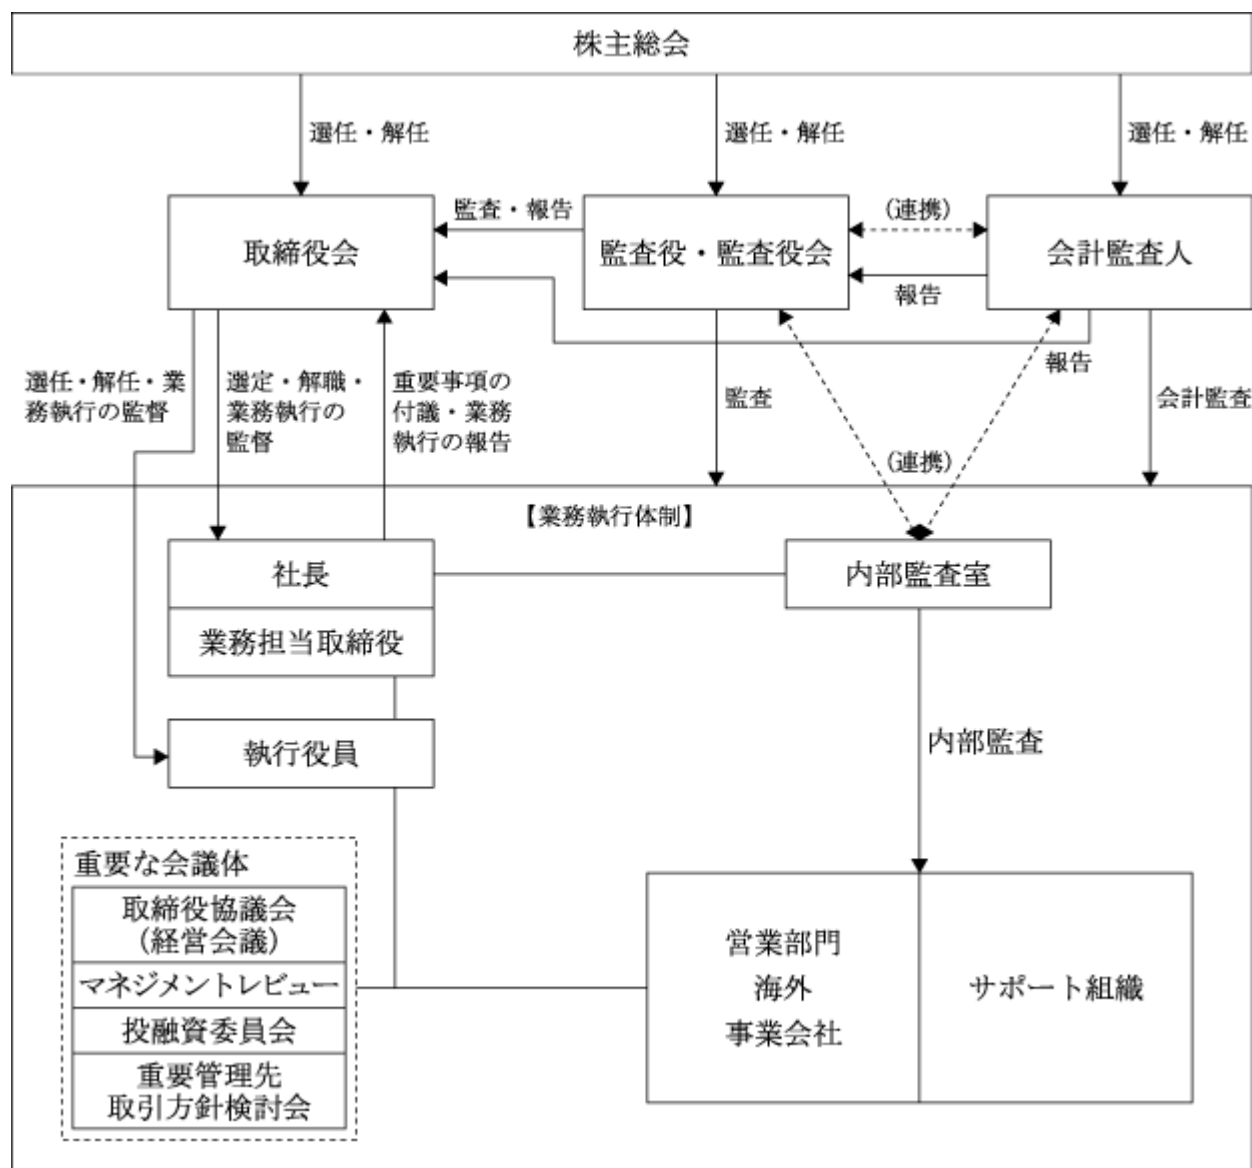 株主総会
選任・解任
選任・解任
選任・解任
取締役会
監査・報告
監査役・監査役会
(連携)
報告
会計監査人
選任・解任・業
務執行の監督
選定・解職・
業務執行の
監督
重要事項の
付議・業務
執行の報告
監査
(連携)
報告
会計監査
【業務執行体制】
社長
業務担当取締役
内部監査室
執行役員
内部監査
重要な会議体
取締役協議会
(経営会議)
マネジメントレビュー
投融資委員会
重要管理先
取引方針検討会
営業部門
海外
事業会社
サポート組織